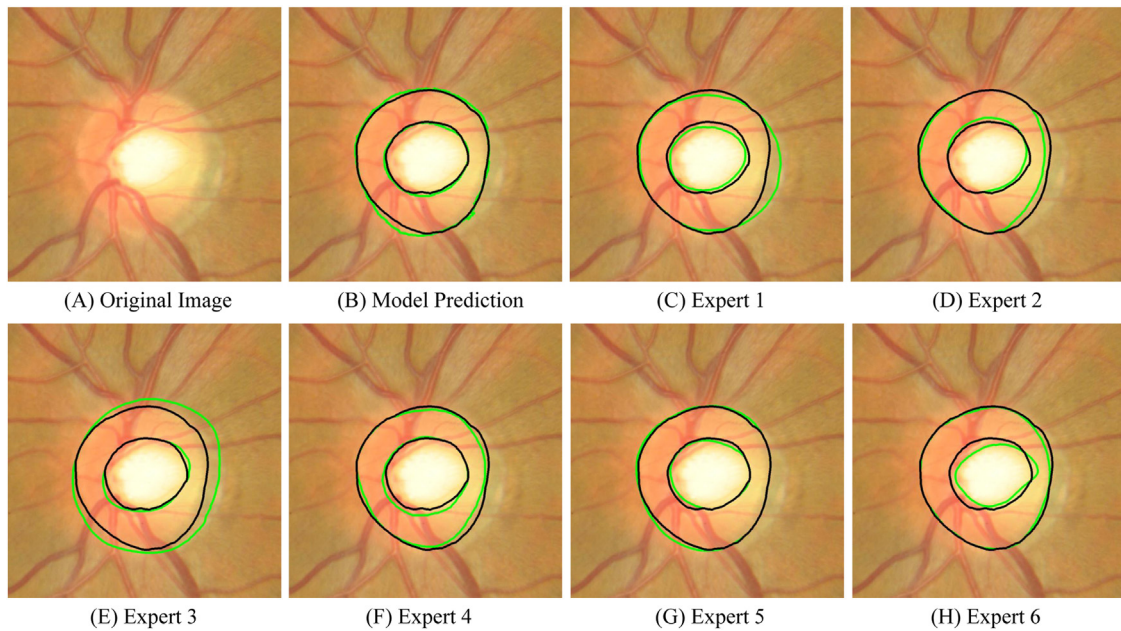 (A) Original Image
(B) Model Prediction
(C) Expert 1
(D) Expert 2
(E) Expert 3
(F) Expert 4
(G) Expert 5
(H) Expert 6